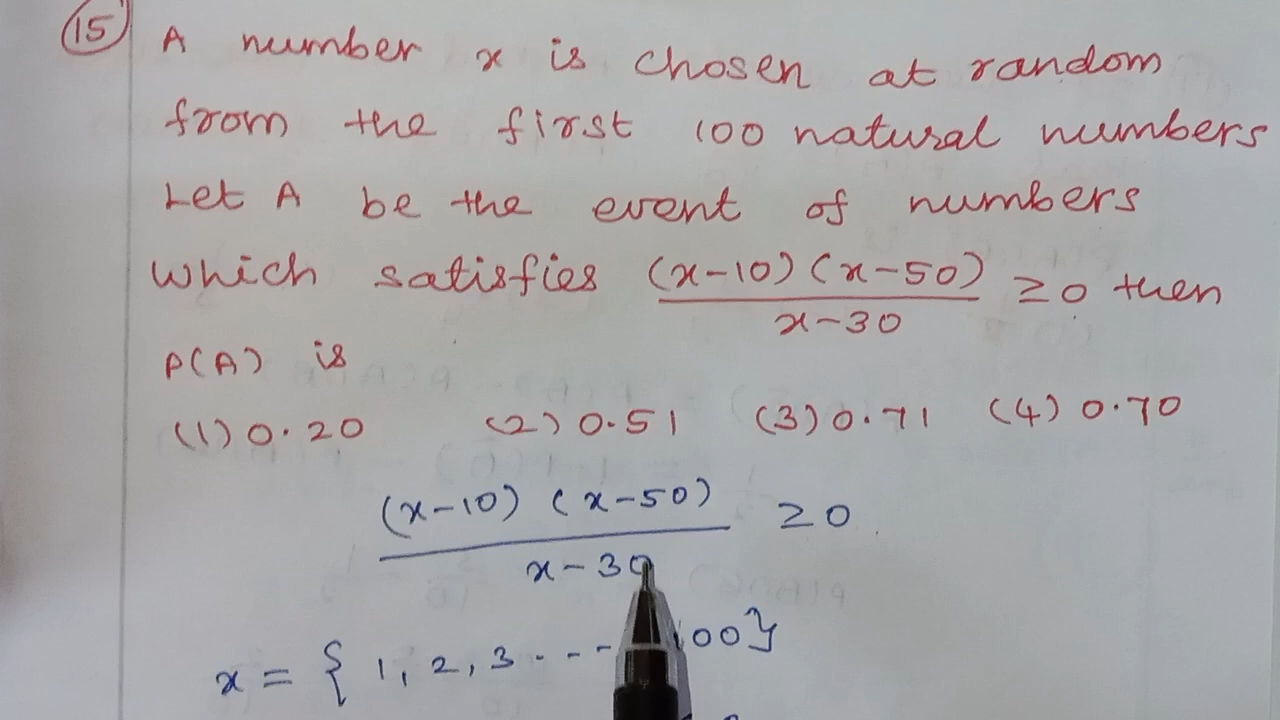 (15) A number x is chosen at random
from the first 100 natural numbers
Let A be the event of numbers
which satisfies (x-10)(x-50)/x-30 ≥0 then
P(A) is
(1) 0.20 (2) 0.51 (3) 0.71 (4) 0.70
(x-10) (x-50)
x-30 ≥0
x = { 1, 2, 3 - - - - 100}